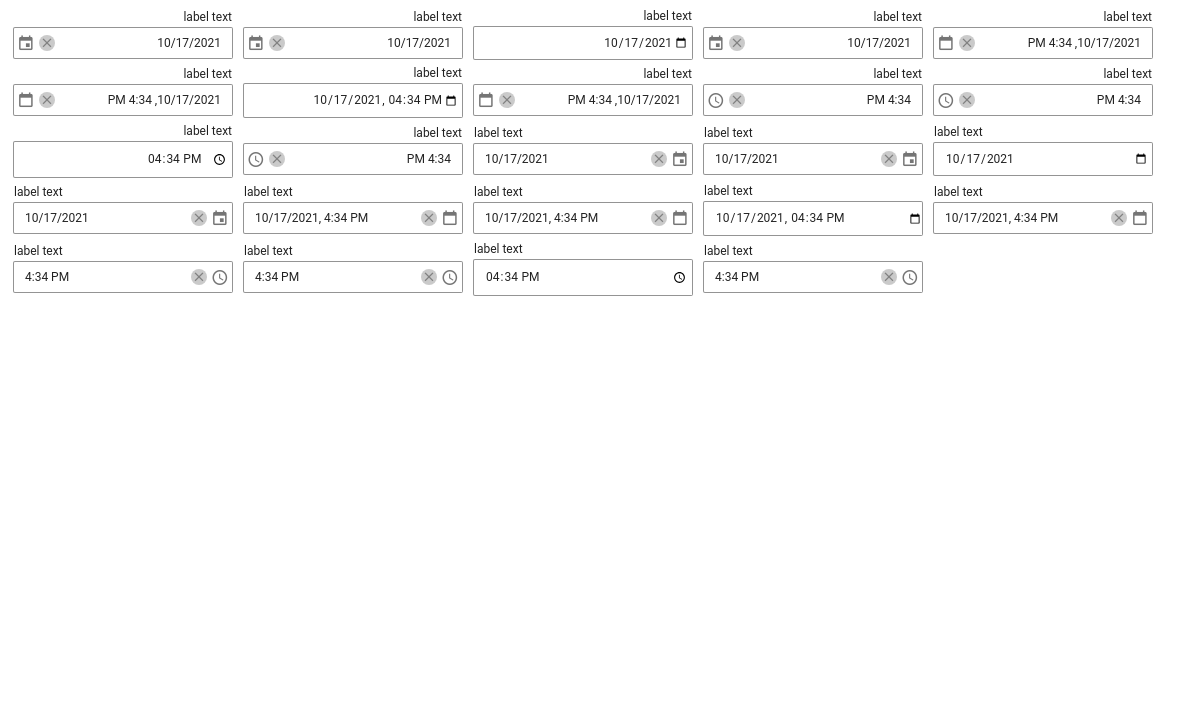 label text label text label text label text label text
10/17/2021 10/17/2021 10/17/2021 10/17/2021 PM 4:34 ,10/17/2021
label text label text label text label text label text
PM 4:34 ,10/17/2021 10/17/2021, 04:34 PM PM 4:34 ,10/17/2021 PM 4:34 PM 4:34
label text label text label text label text label text
04:34 PM PM 4:34 10/17/2021 10/17/2021 10/17/2021
label text label text label text label text label text
10/17/2021 10/17/2021, 4:34 PM 10/17/2021, 4:34 PM 10/17/2021, 04:34 PM 10/17/2021, 4:34 PM
label text label text label text label text
4:34 PM 4:34 PM 04:34 PM 4:34 PM